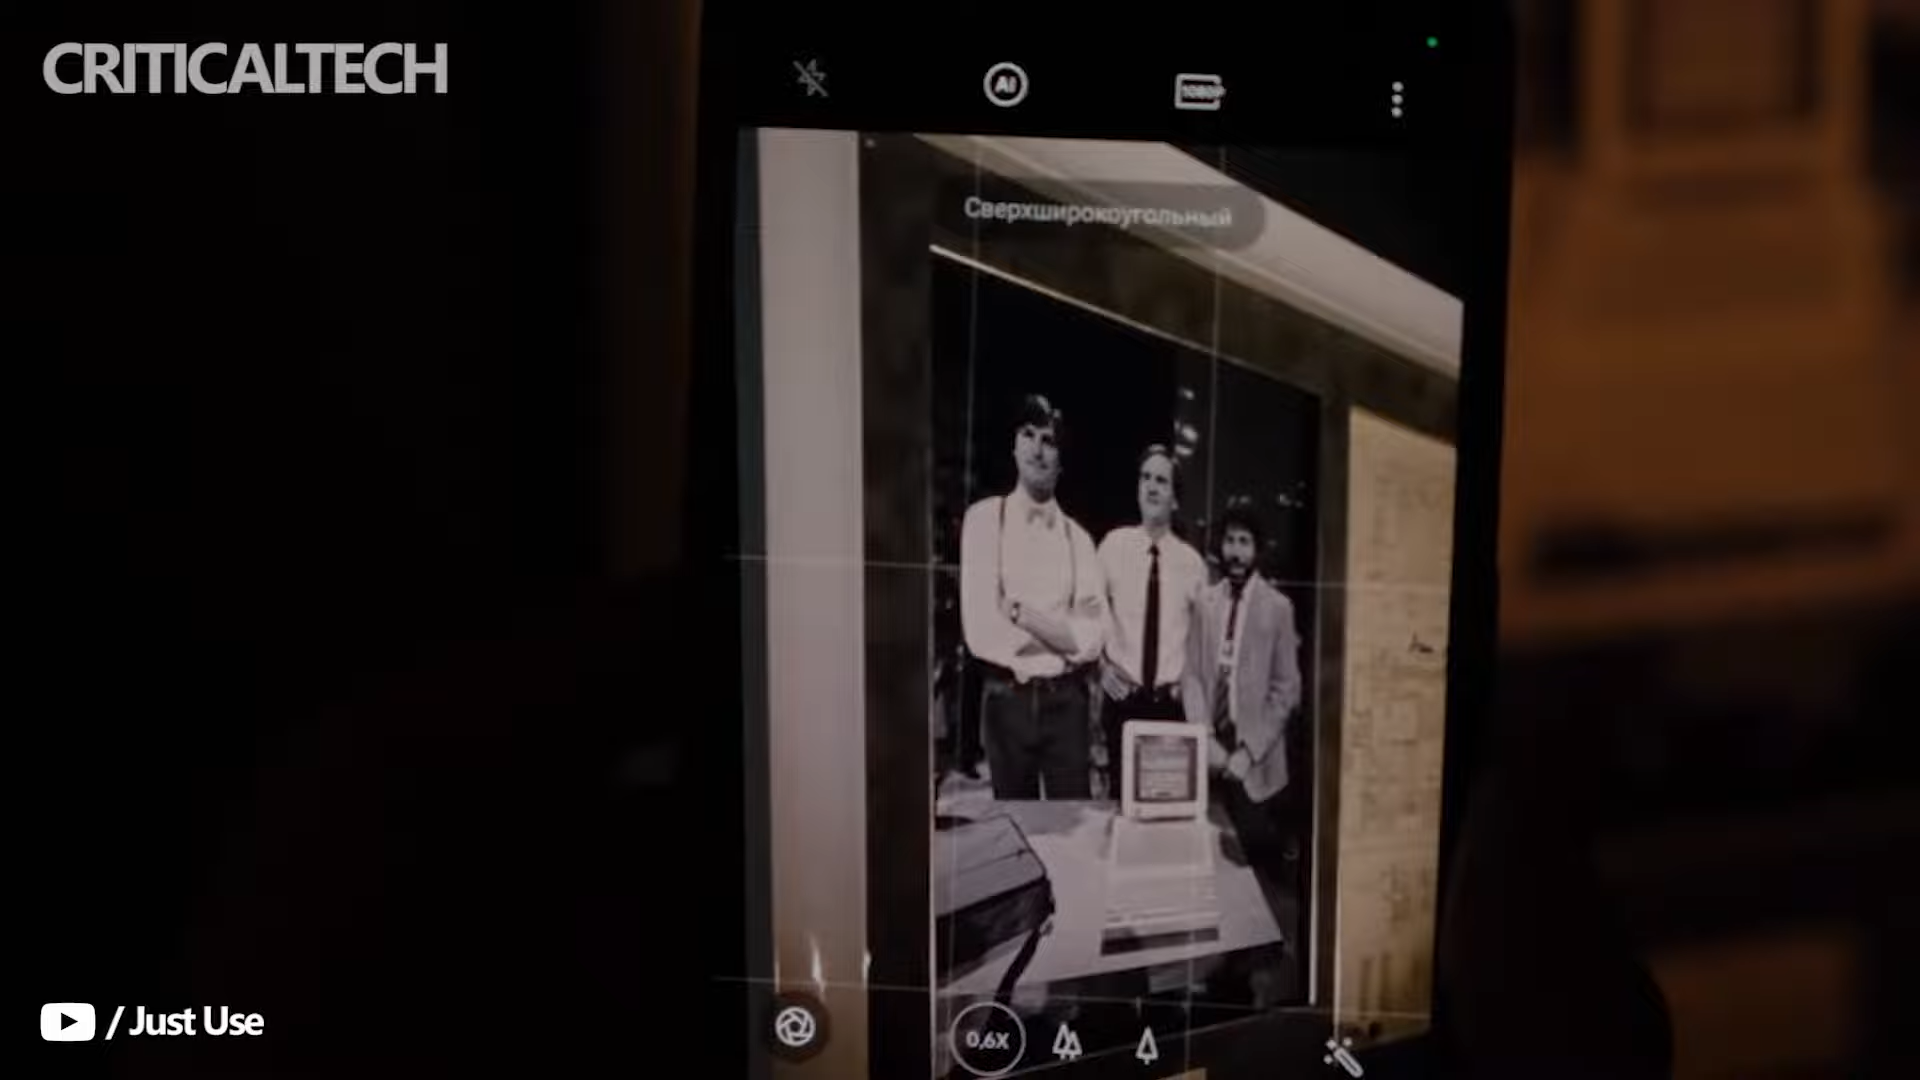 CRITICALTECH
AI
1080P
Сверхширокоугольный
0,6X
/ Just Use